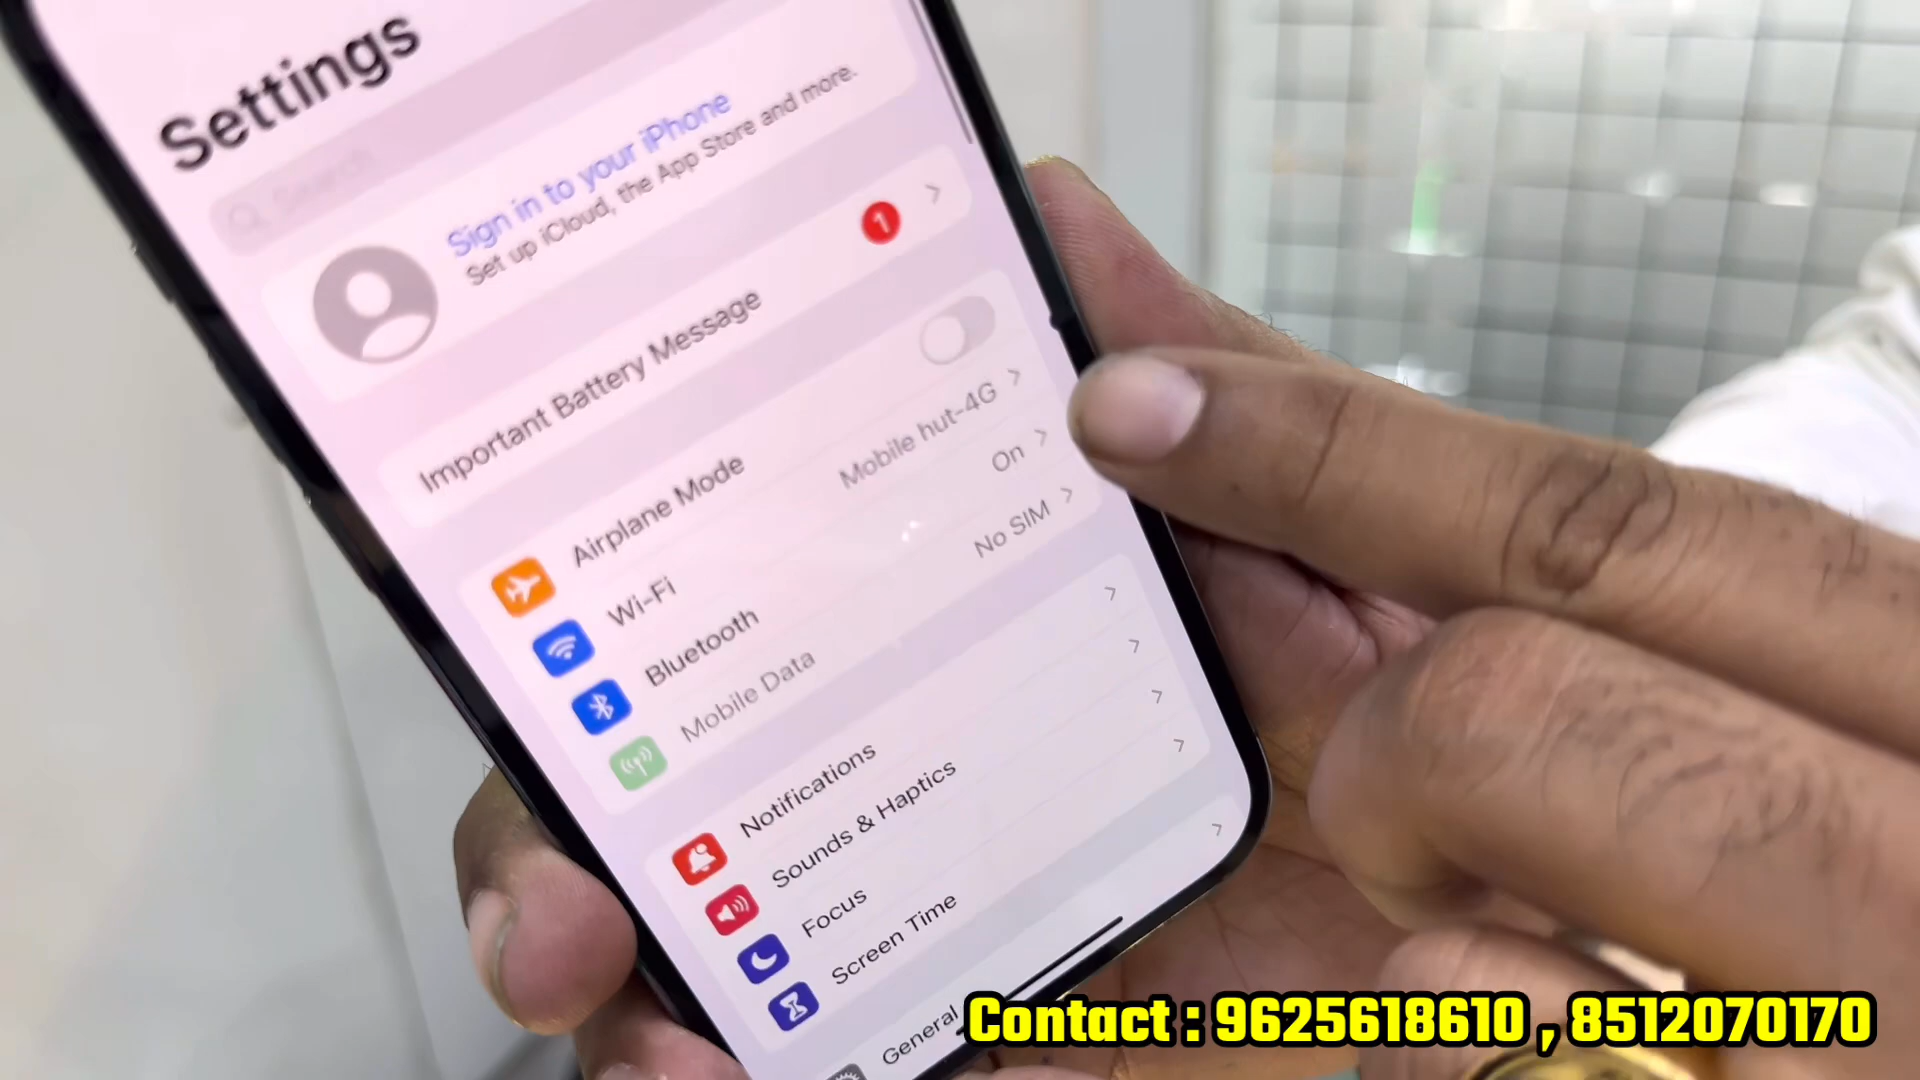 Settings
Search
Sign in to your iPhone
Set up iCloud, the App Store and more.
Important Battery Message
1
Airplane Mode
Wi-Fi
Mobile hut-4G
Bluetooth
On
Mobile Data
No SIM
Notifications
Sounds & Haptics
Focus
Screen Time
General
Contact : 9625618610 , 8512070170